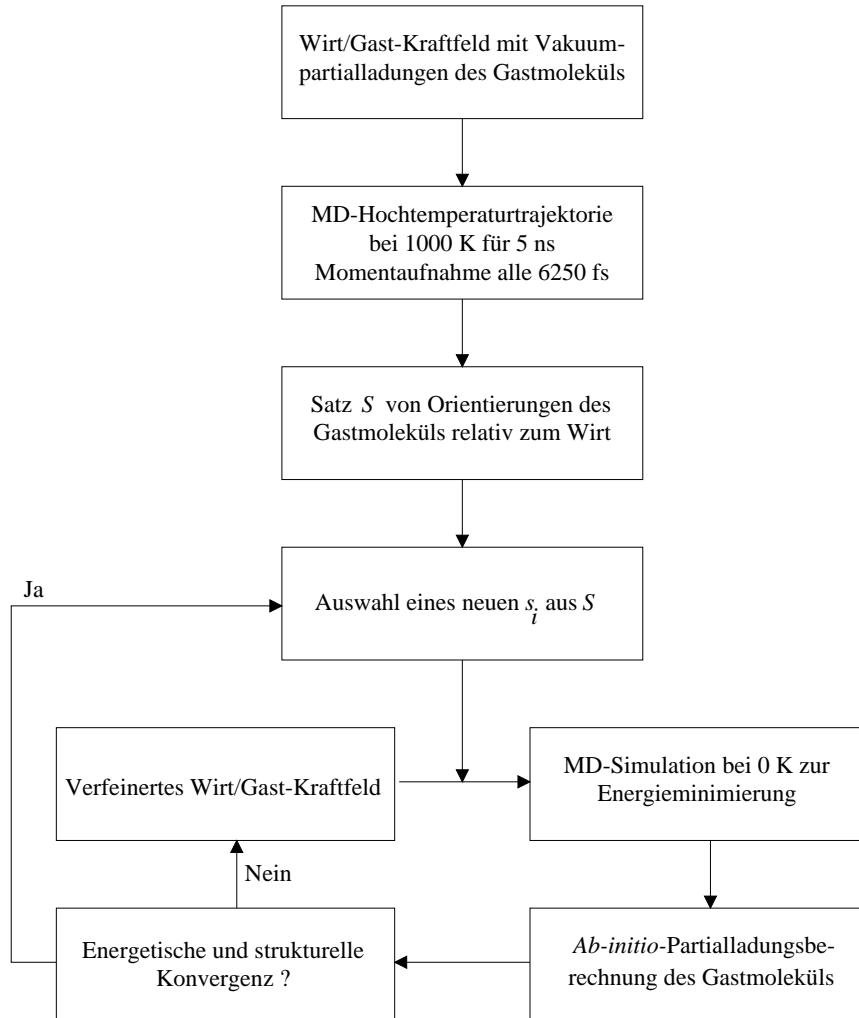 Wirt/Gast-Kraftfeld mit Vakuum-
partialladungen des Gastmoleküls
MD-Hochtemperaturtrajektorie
bei 1000 K für 5 ns
Momentaufnahme alle 6250 fs
Satz S von Orientierungen des
Gastmoleküls relativ zum Wirt
Ja
Auswahl eines neuen si aus S
Verfeinertes Wirt/Gast-Kraftfeld
MD-Simulation bei 0 K zur
Energieminimierung
Nein
Energetische und strukturelle
Konvergenz ?
Ab-initio-Partialladungsbe-
rechnung des Gastmoleküls